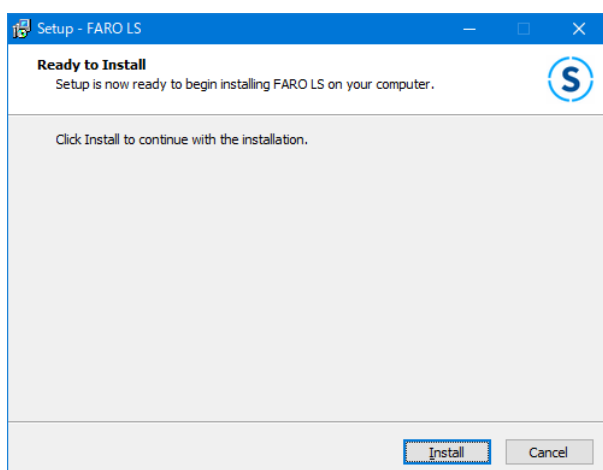 Setup - FARO LS
Ready to Install
Setup is now ready to begin installing FARO LS on your computer.
S
Click Install to continue with the installation.
Install
Cancel